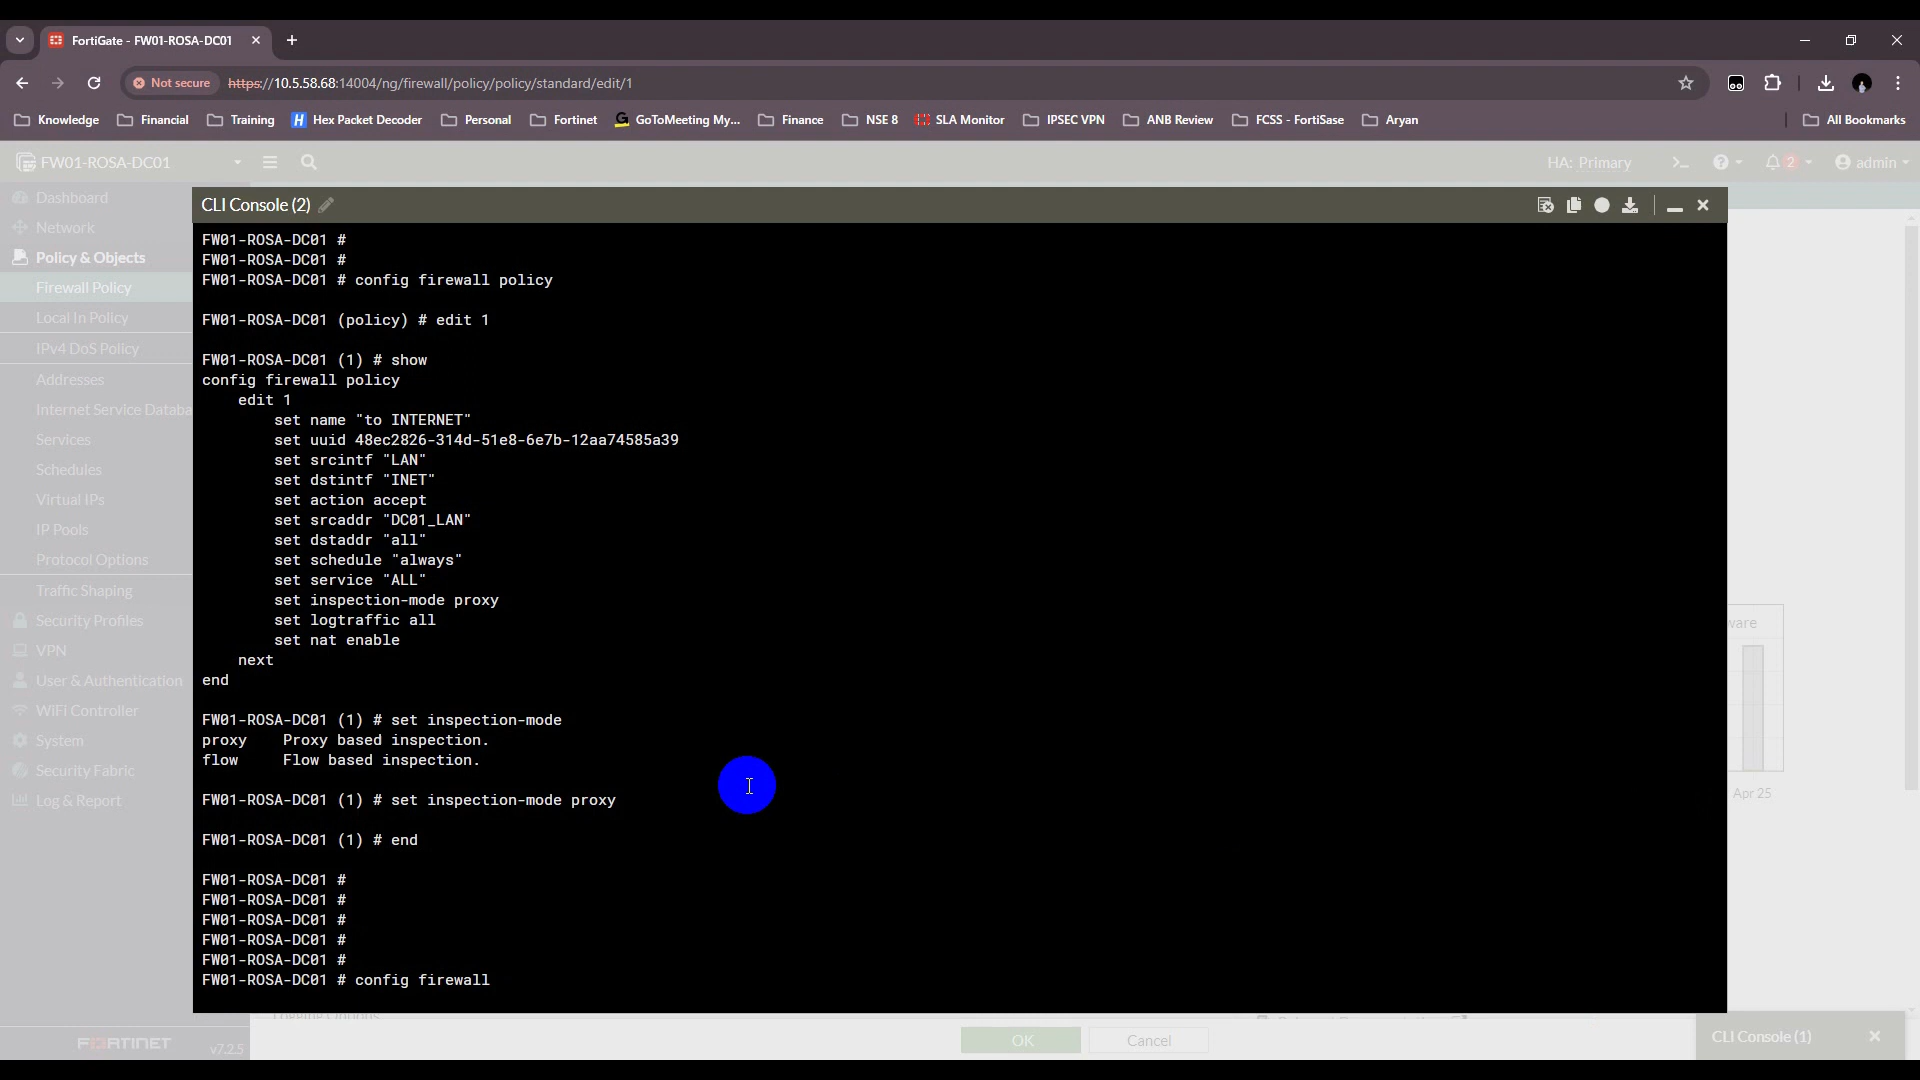 FortiGate - FW01-ROSA-DC01
Not secure https://10.5.58.68:14004/ng/firewall/policy/policy/standard/edit/1
Knowledge Financial Training Hex Packet Decoder Personal Fortinet GoToMeeting My... Finance NSE 8 SLA Monitor IPSEC VPN ANB Review FCSS - FortiSase Aryan All Bookmarks
FW01-ROSA-DC01 HA: Primary >_ 2 admin
Dashboard
Network
Policy & Objects
Firewall Policy
Local In Policy
IPv4 DoS Policy
Addresses
Internet Service Databa
Services
Schedules
Virtual IPs
IP Pools
Protocol Options
Traffic Shaping
Security Profiles
VPN
User & Authentication
WiFi Controller
System
Security Fabric
Log & Report
FORTINET v7.2.5
CLI Console (2)
FW01-ROSA-DC01 #
FW01-ROSA-DC01 #
FW01-ROSA-DC01 # config firewall policy
FW01-ROSA-DC01 (policy) # edit 1
FW01-ROSA-DC01 (1) # show
config firewall policy
edit 1
set name "to INTERNET"
set uuid 48ec2826-314d-51e8-6e7b-12aa74585a39
set srcintf "LAN"
set dstintf "INET"
set action accept
set srcaddr "DC01_LAN"
set dstaddr "all"
set schedule "always"
set service "ALL"
set inspection-mode proxy
set logtraffic all
set nat enable
next
end
FW01-ROSA-DC01 (1) # set inspection-mode
proxy Proxy based inspection.
flow Flow based inspection.
FW01-ROSA-DC01 (1) # set inspection-mode proxy
FW01-ROSA-DC01 (1) # end
FW01-ROSA-DC01 #
FW01-ROSA-DC01 #
FW01-ROSA-DC01 #
FW01-ROSA-DC01 #
FW01-ROSA-DC01 #
FW01-ROSA-DC01 # config firewall
ware
Apr 25
OK Cancel
CLI Console (1)